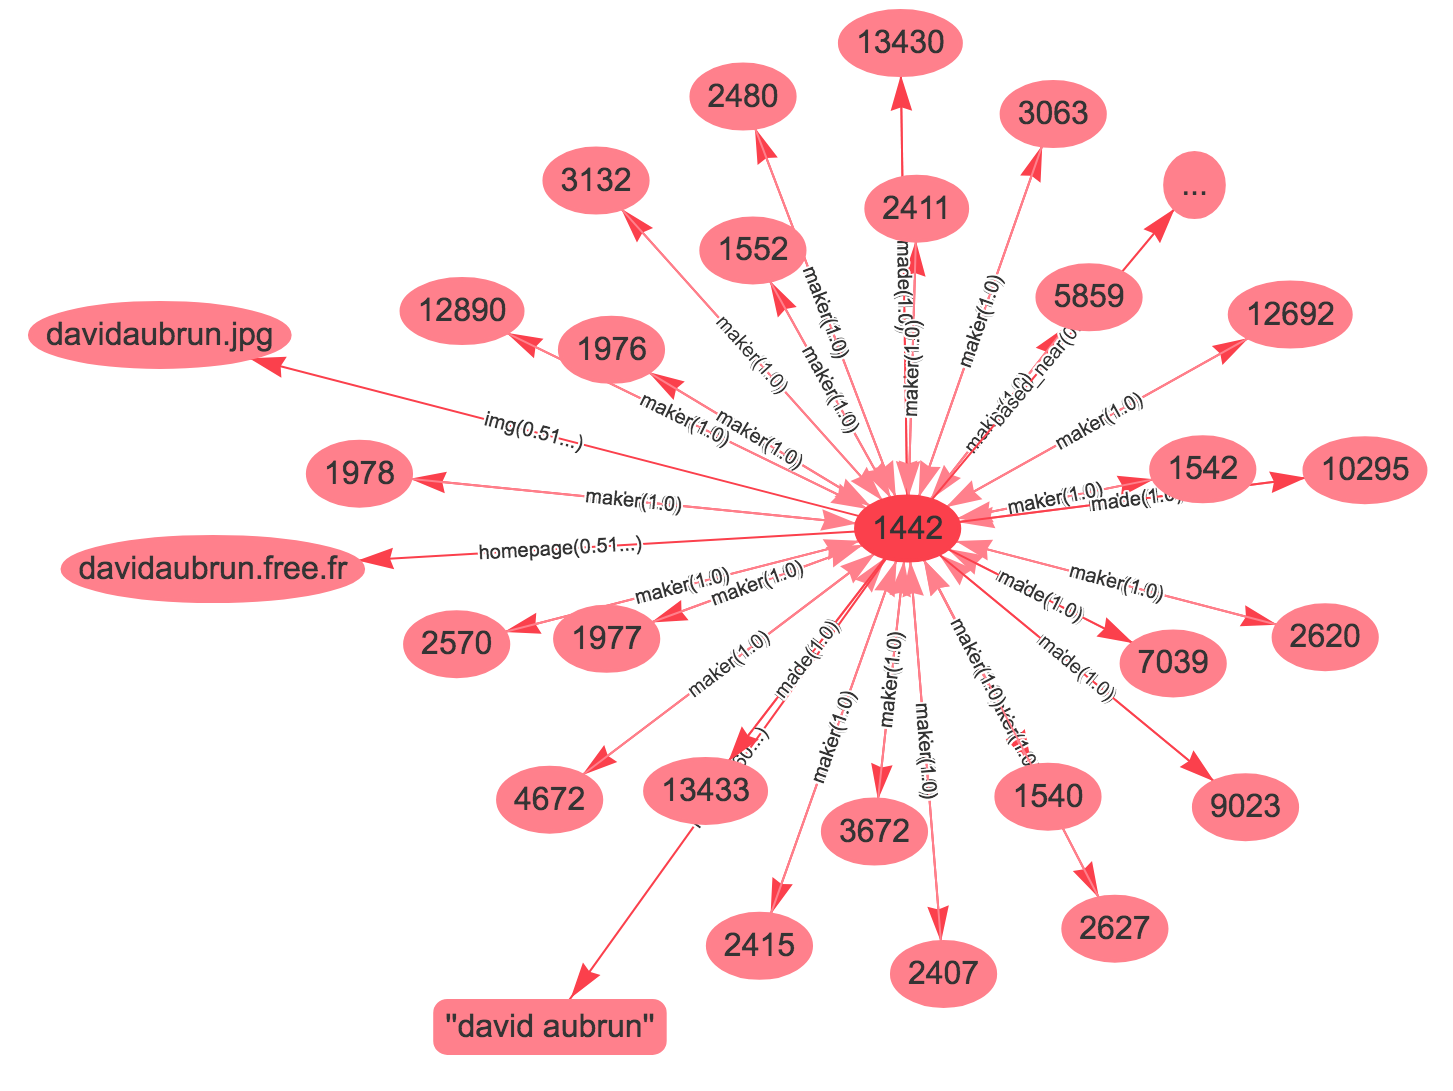 13430
2480
3063
3132
...
2411
1552
made(1.0)
maker(1.0)
maker(1.0)
5859
12890
12692
maker(1.0)
davidaubrun.jpg
1976
maker(1.0)
maker(1.0)
based_near(0
maker(1.0)
maker(1.0)
maker(1.0)
img(0.51...)
maker(1.0)
1978
1542
10295
maker(1.0)
maker(1.0)
made(1.0)
1442
homepage(0.51...)
davidaubrun.free.fr
maker(1.0)
maker(1.0)
made(1.0)
maker(1.0)
2570
1977
2620
7039
maker(1.0)
made(1.0)
maker(1.0)
maker(1.0)
made(1.0)
maker(1.0)
maker(1.0)
4672
13433
1540
9023
3672
2415
2407
2627
"david aubrun"